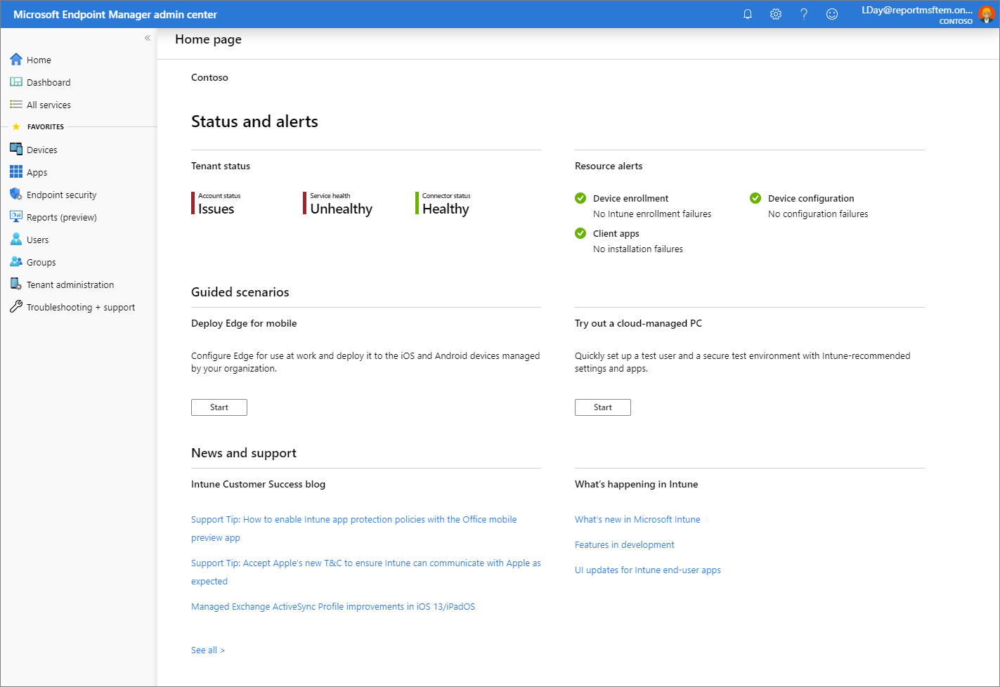 Microsoft Endpoint Manager admin center
LDay@reportmsftem.on...
CONTOSO
«
Home
Dashboard
All services
FAVORITES
Devices
Apps
Endpoint security
Reports (preview)
Users
Groups
Tenant administration
Troubleshooting + support
Home page
Contoso
Status and alerts
Tenant status
Account status
Issues
Service health
Unhealthy
Connector status
Healthy
Resource alerts
Device enrollment
No Intune enrollment failures
Device configuration
No configuration failures
Client apps
No installation failures
Guided scenarios
Deploy Edge for mobile
Configure Edge for use at work and deploy it to the iOS and Android devices managed
by your organization.
Start
Try out a cloud-managed PC
Quickly set up a test user and a secure test environment with Intune-recommended
settings and apps.
Start
News and support
Intune Customer Success blog
Support Tip: How to enable Intune app protection policies with the Office mobile
preview app
Support Tip: Accept Apple's new T&C to ensure Intune can communicate with Apple as
expected
Managed Exchange ActiveSync Profile improvements in iOS 13/iPadOS
See all >
What's happening in Intune
What's new in Microsoft Intune
Features in development
UI updates for Intune end-user apps